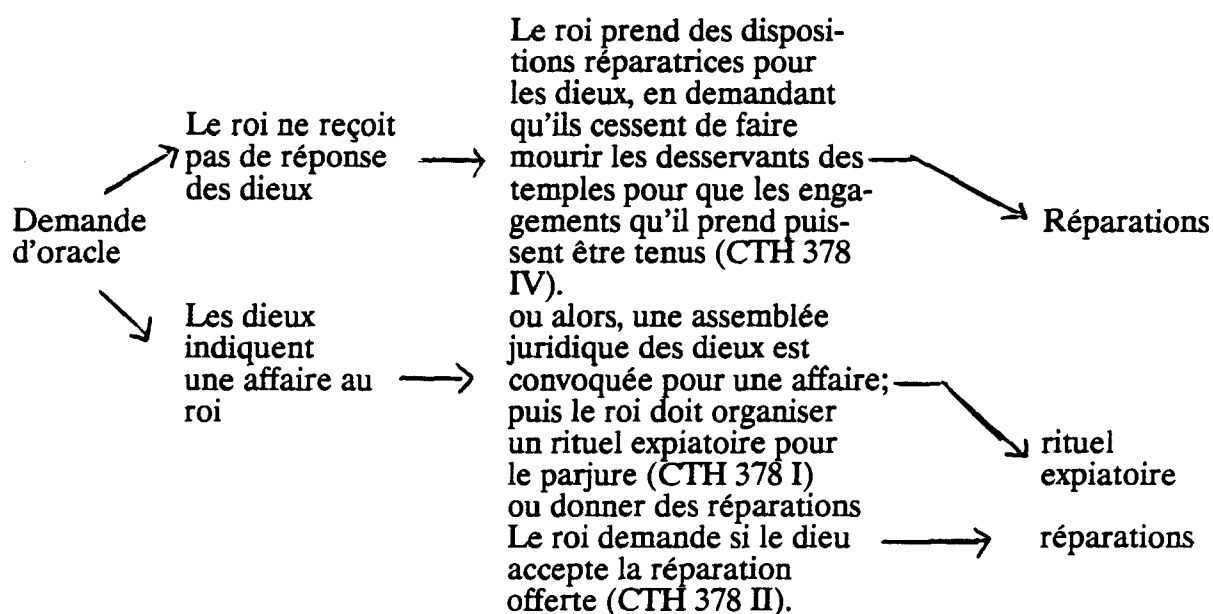 Demande
d'oracle
Le roi ne reçoit
pas de réponse
des dieux
Le roi prend des disposi-
tions réparatrices pour
les dieux, en demandant
qu'ils cessent de faire
mourir les desservants des
temples pour que les enga-
gements qu'il prend puis-
sent être tenus (CTH 378
IV).
Réparations
Les dieux
indiquent
une affaire au
roi
ou alors, une assemblée
juridique des dieux est
convoquée pour une affaire;
puis le roi doit organiser
un rituel expiatoire pour
le parjure (CTH 378 I)
ou donner des réparations
Le roi demande si le dieu
accepte la réparation
offerte (CTH 378 II).
rituel
expiatoire
réparations